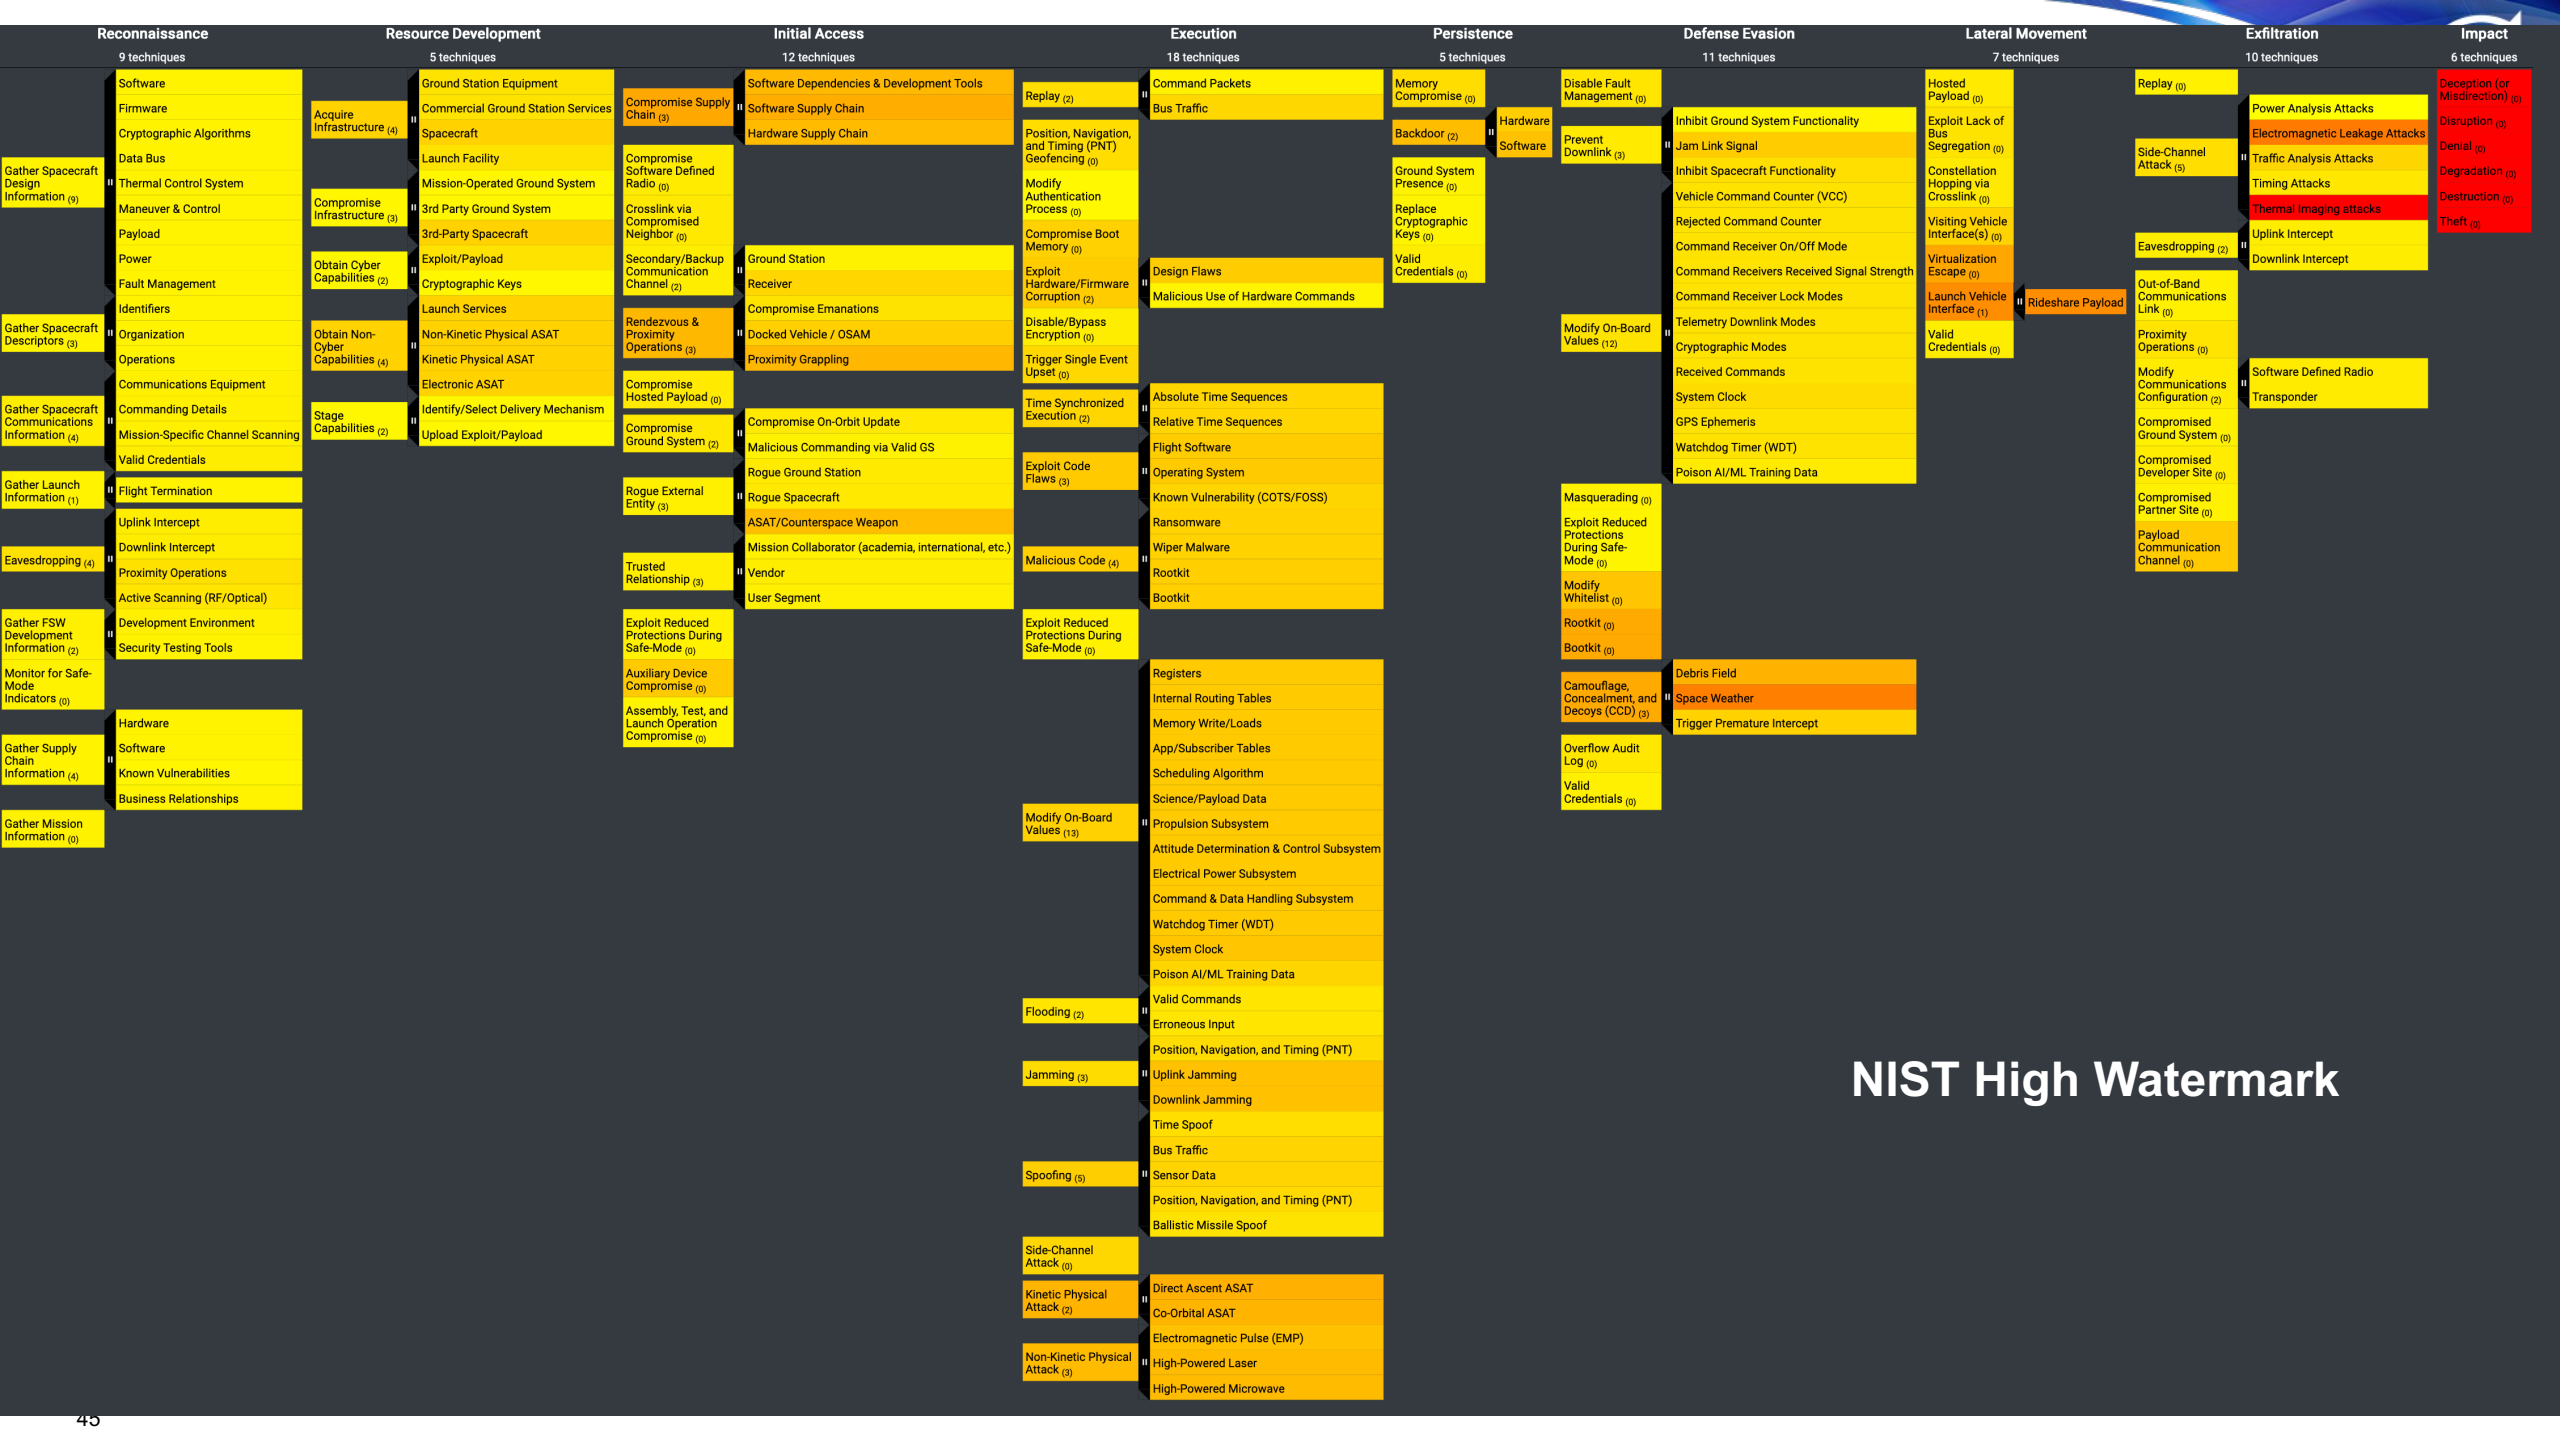 Reconnaissance
9 techniques
Gather Spacecraft
Design
Information (9)
Software
Firmware
Cryptographic Algorithms
Data Bus
Thermal Control System
Maneuver & Control
Payload
Power
Fault Management
Gather Spacecraft
Descriptors (3)
Identifiers
Organization
Operations
Gather Spacecraft
Communications
Information (4)
Communications Equipment
Commanding Details
Mission-Specific Channel Scanning
Valid Credentials
Gather Launch
Information (1)
Flight Termination
Eavesdropping (4)
Uplink Intercept
Downlink Intercept
Proximity Operations
Active Scanning (RF/Optical)
Gather FSW
Development
Information (2)
Development Environment
Security Testing Tools
Monitor for Safe-
Mode
Indicators (0)
Gather Supply
Chain
Information (4)
Hardware
Software
Known Vulnerabilities
Business Relationships
Gather Mission
Information (0)
Resource Development
5 techniques
Acquire
Infrastructure (4)
Ground Station Equipment
Commercial Ground Station Services
Spacecraft
Launch Facility
Compromise
Infrastructure (3)
Mission-Operated Ground System
3rd Party Ground System
3rd-Party Spacecraft
Obtain Cyber
Capabilities (2)
Exploit/Payload
Cryptographic Keys
Obtain Non-
Cyber
Capabilities (4)
Launch Services
Non-Kinetic Physical ASAT
Kinetic Physical ASAT
Electronic ASAT
Stage
Capabilities (2)
Identify/Select Delivery Mechanism
Upload Exploit/Payload
Initial Access
12 techniques
Compromise Supply
Chain (3)
Software Dependencies & Development Tools
Software Supply Chain
Hardware Supply Chain
Compromise
Software Defined
Radio (0)
Crosslink via
Compromised
Neighbor (0)
Secondary/Backup
Communication
Channel (2)
Ground Station
Receiver
Rendezvous &
Proximity
Operations (3)
Compromise Emanations
Docked Vehicle / OSAM
Proximity Grappling
Compromise
Hosted Payload (0)
Compromise
Ground System (2)
Compromise On-Orbit Update
Malicious Commanding via Valid GS
Rogue External
Entity (3)
Rogue Ground Station
Rogue Spacecraft
ASAT/Counterspace Weapon
Trusted
Relationship (3)
Mission Collaborator (academia, international, etc.)
Vendor
User Segment
Exploit Reduced
Protections During
Safe-Mode (0)
Auxiliary Device
Compromise (0)
Assembly, Test, and
Launch Operation
Compromise (0)
Execution
18 techniques
Replay (2)
Command Packets
Bus Traffic
Position, Navigation,
and Timing (PNT)
Geofencing (0)
Modify
Authentication
Process (0)
Compromise Boot
Memory (0)
Exploit
Hardware/Firmware
Corruption (2)
Design Flaws
Malicious Use of Hardware Commands
Disable/Bypass
Encryption (0)
Trigger Single Event
Upset (0)
Time Synchronized
Execution (2)
Absolute Time Sequences
Relative Time Sequences
Exploit Code
Flaws (3)
Flight Software
Operating System
Known Vulnerability (COTS/FOSS)
Malicious Code (4)
Ransomware
Wiper Malware
Rootkit
Bootkit
Exploit Reduced
Protections During
Safe-Mode (0)
Modify On-Board
Values (13)
Registers
Internal Routing Tables
Memory Write/Loads
App/Subscriber Tables
Scheduling Algorithm
Science/Payload Data
Propulsion Subsystem
Attitude Determination & Control Subsystem
Electrical Power Subsystem
Command & Data Handling Subsystem
Watchdog Timer (WDT)
System Clock
Poison AI/ML Training Data
Flooding (2)
Valid Commands
Erroneous Input
Jamming (3)
Position, Navigation, and Timing (PNT)
Uplink Jamming
Downlink Jamming
Spoofing (5)
Time Spoof
Bus Traffic
Sensor Data
Position, Navigation, and Timing (PNT)
Ballistic Missile Spoof
Side-Channel
Attack (0)
Kinetic Physical
Attack (2)
Direct Ascent ASAT
Co-Orbital ASAT
Non-Kinetic Physical
Attack (3)
Electromagnetic Pulse (EMP)
High-Powered Laser
High-Powered Microwave
Persistence
5 techniques
Memory
Compromise (0)
Backdoor (2)
Hardware
Software
Ground System
Presence (0)
Replace
Cryptographic
Keys (0)
Valid
Credentials (0)
Defense Evasion
11 techniques
Disable Fault
Management (0)
Prevent
Downlink (3)
Inhibit Ground System Functionality
Jam Link Signal
Inhibit Spacecraft Functionality
Modify On-Board
Values (12)
Vehicle Command Counter (VCC)
Rejected Command Counter
Command Receiver On/Off Mode
Command Receivers Received Signal Strength
Command Receiver Lock Modes
Telemetry Downlink Modes
Cryptographic Modes
Received Commands
System Clock
GPS Ephemeris
Watchdog Timer (WDT)
Poison AI/ML Training Data
Masquerading (0)
Exploit Reduced
Protections
During Safe-
Mode (0)
Modify
Whitelist (0)
Rootkit (0)
Bootkit (0)
Camouflage,
Concealment, and
Decoys (CCD) (3)
Debris Field
Space Weather
Trigger Premature Intercept
Overflow Audit
Log (0)
Valid
Credentials (0)
Lateral Movement
7 techniques
Hosted
Payload (0)
Exploit Lack of
Bus
Segregation (0)
Constellation
Hopping via
Crosslink (0)
Visiting Vehicle
Interface(s) (0)
Virtualization
Escape (0)
Launch Vehicle
Interface (1)
Rideshare Payload
Valid
Credentials (0)
Exfiltration
10 techniques
Replay (0)
Side-Channel
Attack (5)
Power Analysis Attacks
Electromagnetic Leakage Attacks
Traffic Analysis Attacks
Timing Attacks
Thermal Imaging attacks
Eavesdropping (2)
Uplink Intercept
Downlink Intercept
Out-of-Band
Communications
Link (0)
Proximity
Operations (0)
Modify
Communications
Configuration (2)
Software Defined Radio
Transponder
Compromised
Ground System (0)
Compromised
Developer Site (0)
Compromised
Partner Site (0)
Payload
Communication
Channel (0)
Impact
6 techniques
Deception (or
Misdirection) (0)
Disruption (0)
Denial (0)
Degradation (0)
Destruction (0)
Theft (0)
NIST High Watermark
45